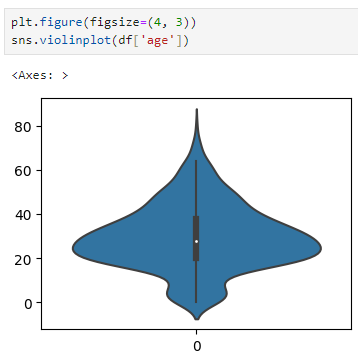 plt.figure(figsize=(4, 3))
sns.violinplot(df['age'])
<Axes: >
80
60
40
20
0
0